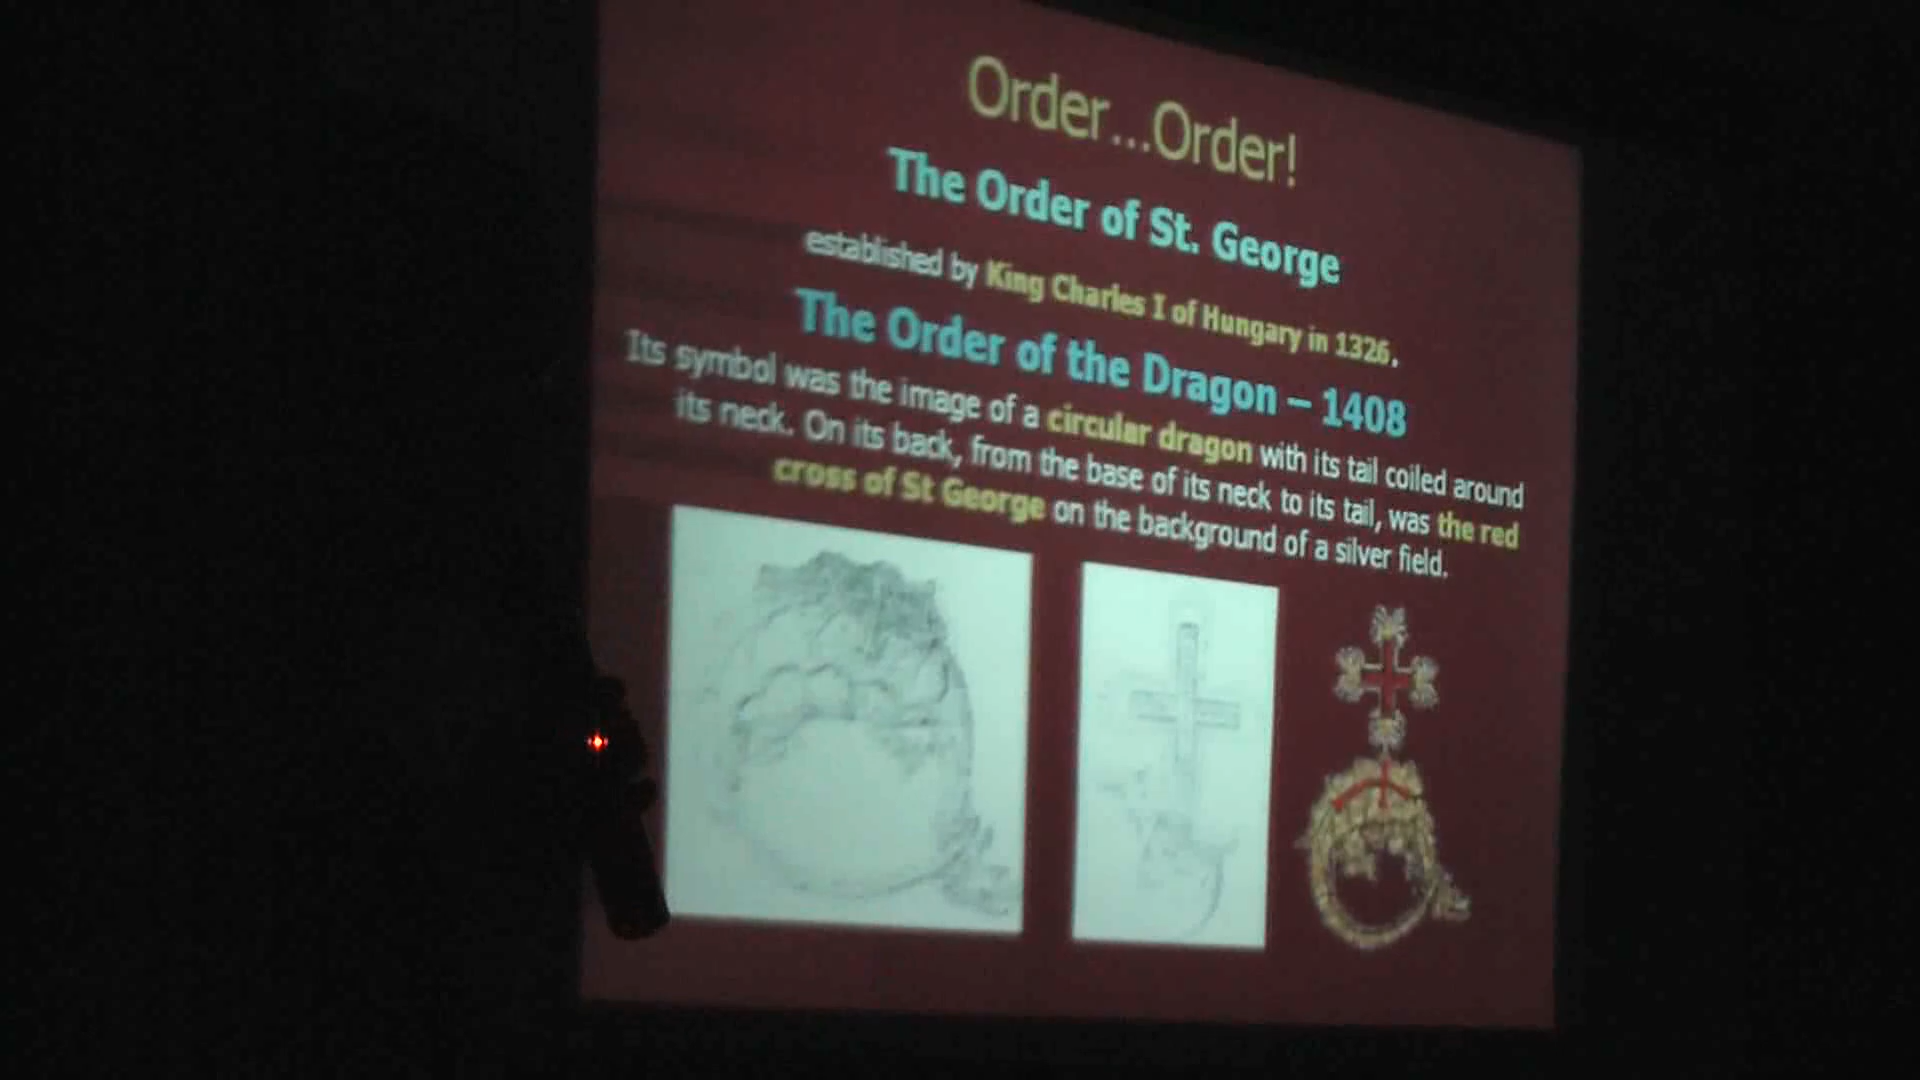 Order...Order!
The Order of St. George
established by King Charles I of Hungary in 1326.
The Order of the Dragon – 1408
Its symbol was the image of a circular dragon with its tail coiled around
its neck. On its back, from the base of its neck to its tail, was the red
cross of St George on the background of a silver field.